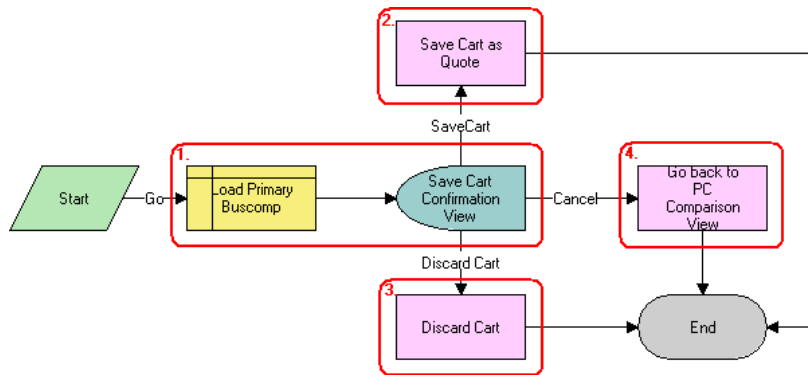 2.
Save Cart as
Quote
SaveCart
1.
4.
Start
Go
Load Primary
Buscomp
Save Cart
Confirmation
View
Cancel
Go back to
PC
Comparison
View
Discard Cart
3.
Discard Cart
End